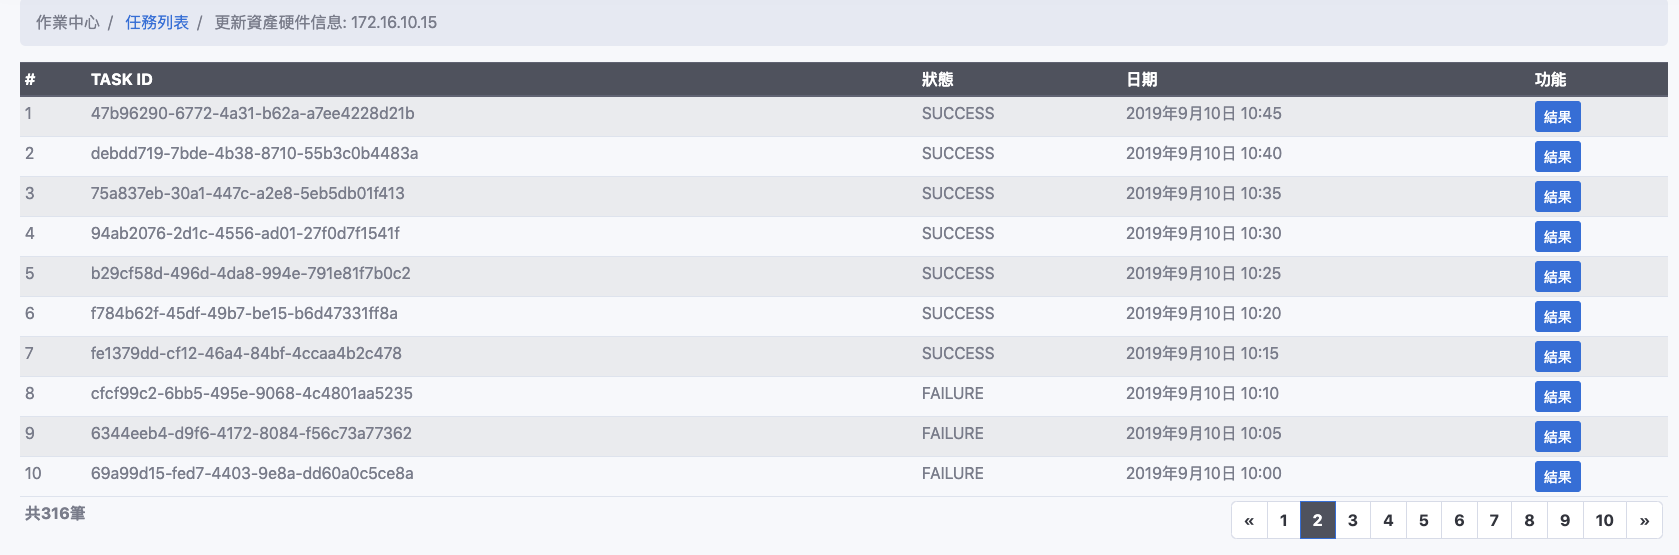 作業中心 / 任務列表 / 更新資產硬件信息: 172.16.10.15
# TASK ID 狀態 日期 功能
1 47b96290-6772-4a31-b62a-a7ee4228d21b SUCCESS 2019年9月10日 10:45 結果
2 debdd719-7bde-4b38-8710-55b3c0b4483a SUCCESS 2019年9月10日 10:40 結果
3 75a837eb-30a1-447c-a2e8-5eb5db01f413 SUCCESS 2019年9月10日 10:35 結果
4 94ab2076-2d1c-4556-ad01-27f0d7f1541f SUCCESS 2019年9月10日 10:30 結果
5 b29cf58d-496d-4da8-994e-791e81f7b0c2 SUCCESS 2019年9月10日 10:25 結果
6 f784b62f-45df-49b7-be15-b6d47331ff8a SUCCESS 2019年9月10日 10:20 結果
7 fe1379dd-cf12-46a4-84bf-4ccaa4b2c478 SUCCESS 2019年9月10日 10:15 結果
8 cfcf99c2-6bb5-495e-9068-4c4801aa5235 FAILURE 2019年9月10日 10:10 結果
9 6344eeb4-d9f6-4172-8084-f56c73a77362 FAILURE 2019年9月10日 10:05 結果
10 69a99d15-fed7-4403-9e8a-dd60a0c5ce8a FAILURE 2019年9月10日 10:00 結果
共316筆 « 1 2 3 4 5 6 7 8 9 10 »